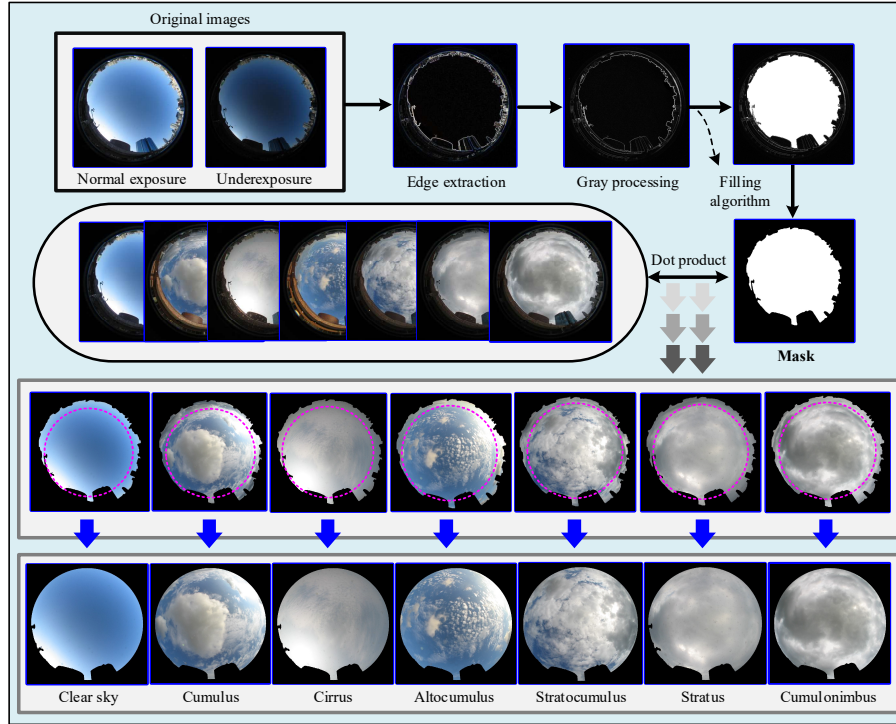 Original images
Normal exposure
Underexposure
Edge extraction
Gray processing
Filling
algorithm
Dot product
Mask
Clear sky
Cumulus
Cirrus
Altocumulus
Stratocumulus
Stratus
Cumulonimbus